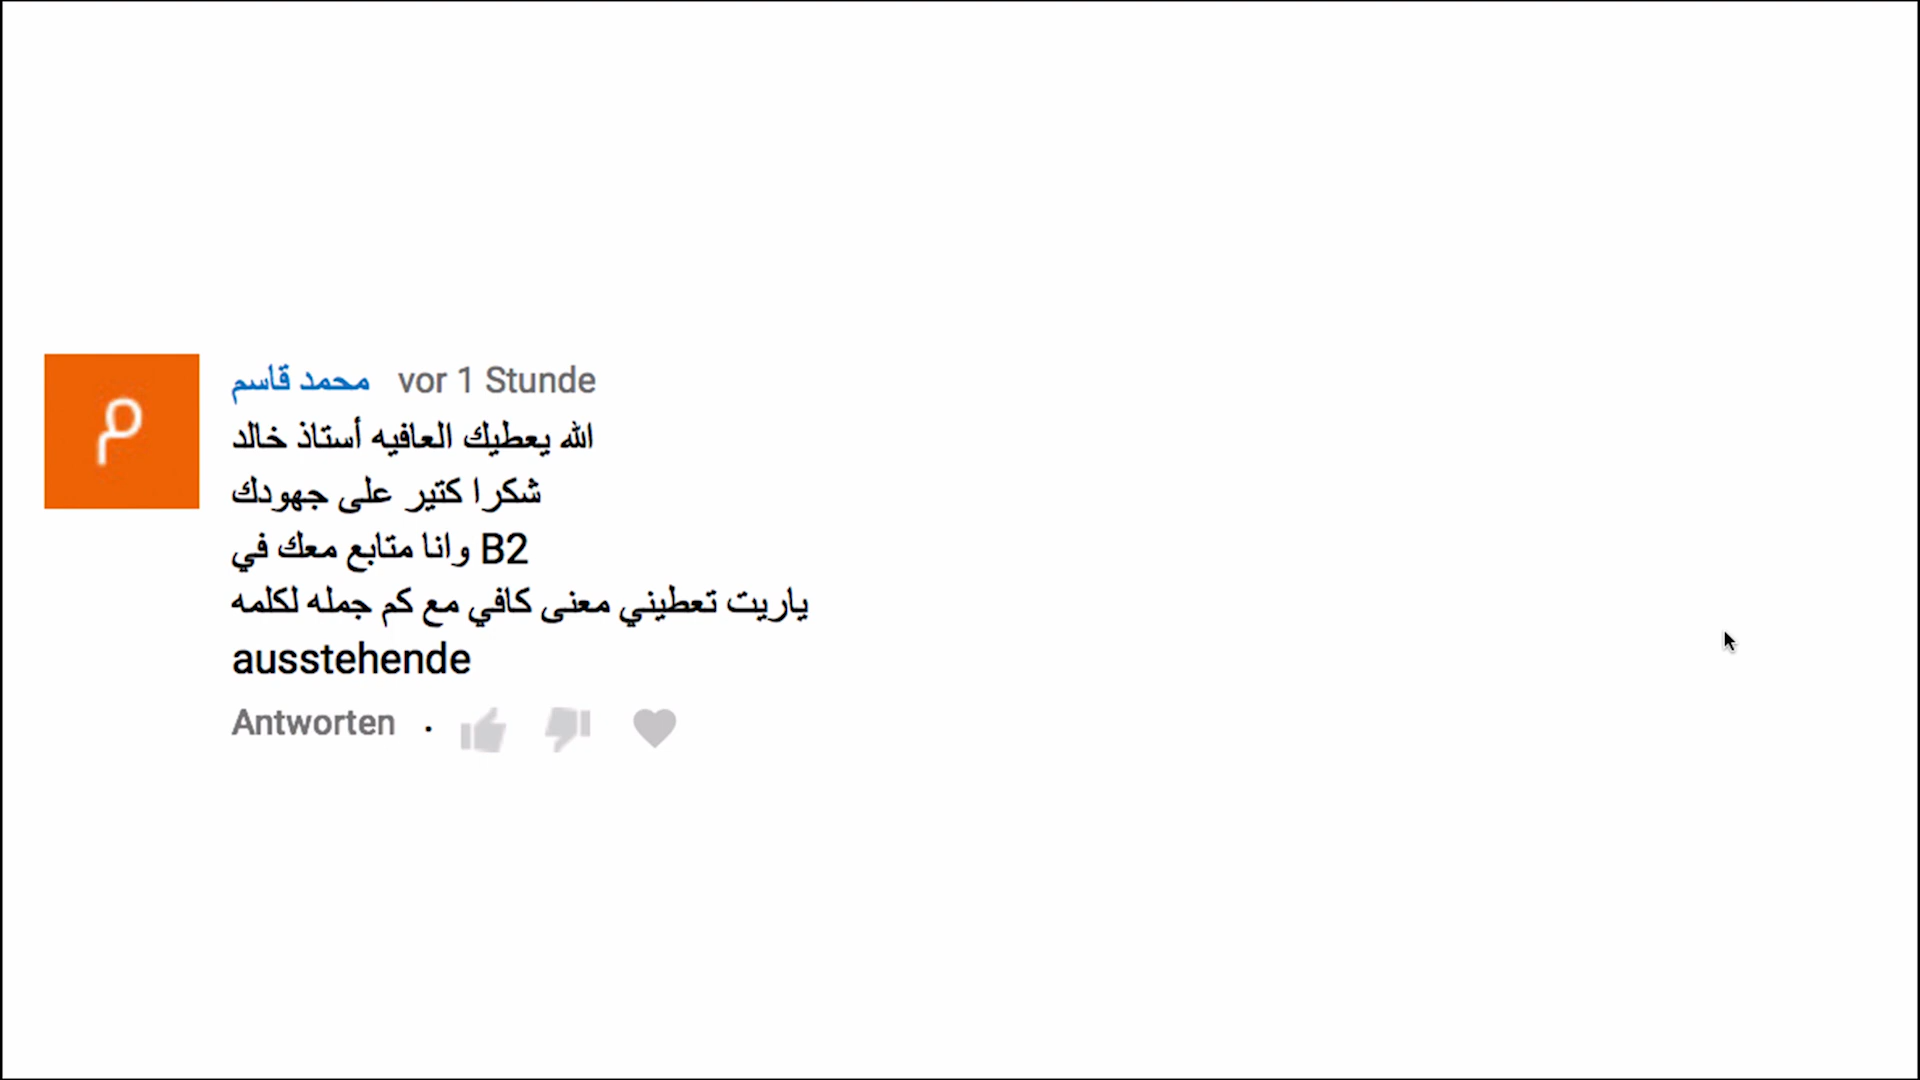 م
محمد قاسم vor 1 Stunde
الله يعطيك العافيه أستاذ خالد
شكرا كتير على جهودك
وانا متابع معك في B2
ياريت تعطيني معنى كافي مع كم جمله لكلمه
ausstehende
Antworten .